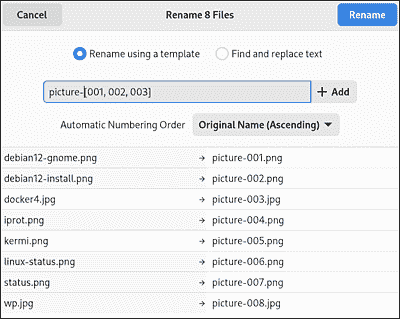 Cancel Rename 8 Files Rename
Rename using a template Find and replace text
picture-[001, 002, 003] + Add
Automatic Numbering Order Original Name (Ascending)
debian12-gnome.png → picture-001.png
debian12-install.png → picture-002.png
docker4.jpg → picture-003.jpg
iprot.png → picture-004.png
kermi.png → picture-005.png
linux-status.png → picture-006.png
status.png → picture-007.png
wp.jpg → picture-008.jpg